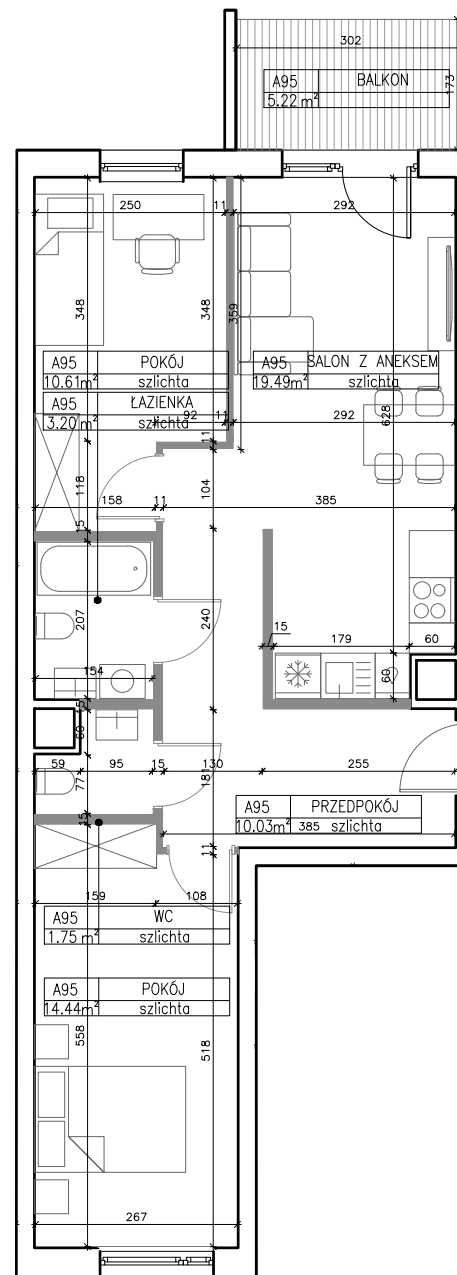 302
A95 BALKON
5.22 m² 173
250 11 292
348 348 359
A95 POKÓJ
10.61m² szlichta
A95 SALON Z ANEKSEM
19.49m² szlichta
A95 ŁAZIENKA
3.20 m² szlichta
628
92 11 292
11
118 104
158 11 385
15
207 240
15 179 60
154 60
15
60
59 95 15 130 255
77 181
A95 PRZEDPOKÓJ
10.03m² 385 szlichta
15 11
159 108
A95 WC
1.75 m² szlichta
A95 POKÓJ
14.44m² szlichta
558 518
267